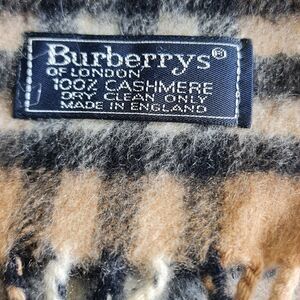 Burberrys®
OF LONDON
100% CASHMERE
DRY CLEAN ONLY
MADE IN ENGLAND